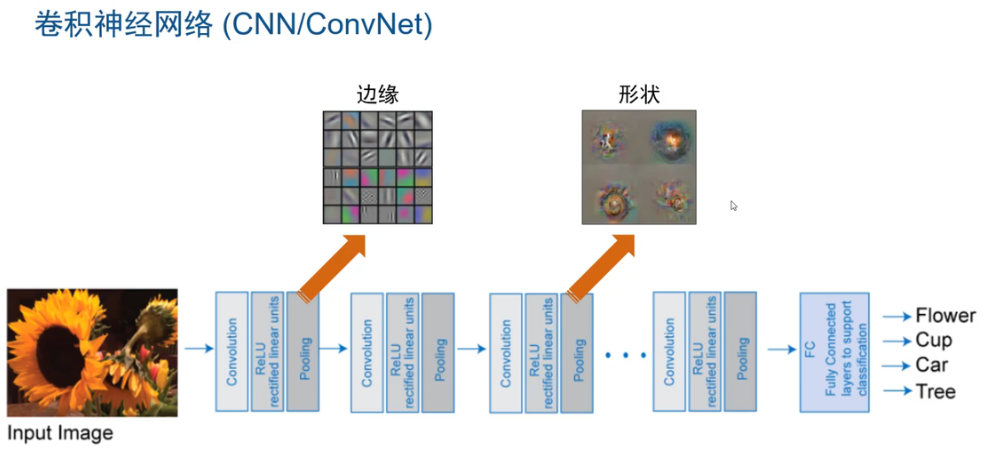 卷积神经网络 (CNN/ConvNet)
边缘
形状
Convolution
ReLU
rectified linear units
Pooling
Convolution
ReLU
rectified linear units
Pooling
Convolution
ReLU
rectified linear units
Pooling
Convolution
ReLU
rectified linear units
Pooling
FC
Fully Connected
layers to support
classification
Flower
Cup
Car
Tree
Input Image